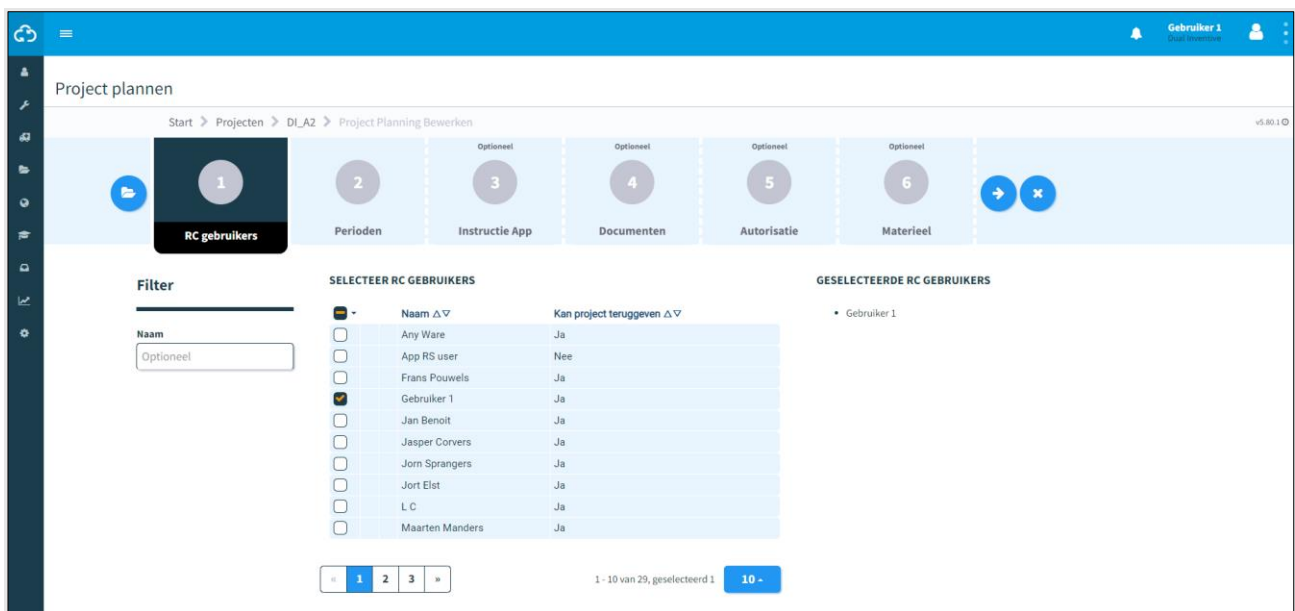 Gebruiker 1
Dual Inventive
Project plannen
Start Projecten DI_A2 Project Planning Bewerken v5.80.1
Optioneel Optioneel Optioneel Optioneel
1 2 3 4 5 6
RC gebruikers Perioden Instructie App Documenten Autorisatie Materieel
Filter SELECTEER RC GEBRUIKERS GESELECTEERDE RC GEBRUIKERS
Naam Kan project teruggeven Gebruiker 1
Naam Any Ware Ja
Optioneel App RS user Nee
Frans Pouwels Ja
Gebruiker 1 Ja
Jan Benoit Ja
Jasper Corvers Ja
Jorn Sprangers Ja
Jort Elst Ja
L C Ja
Maarten Manders Ja
« 1 2 3 » 1 - 10 van 29, geselecteerd 1 10